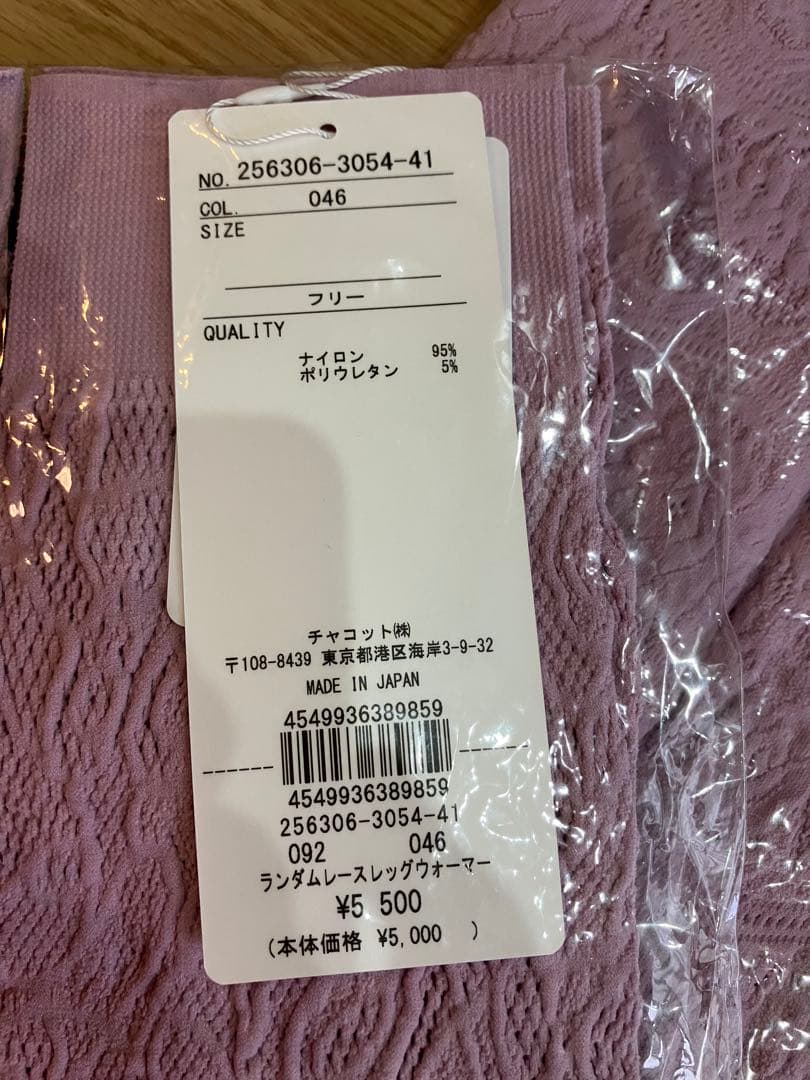 NO. 256306-3054-41
COL. 046
SIZE
フリー
QUALITY
ナイロン 95%
ポリウレタン 5%
チャコット㈱
〒108-8439 東京都港区海岸3-9-32
MADE IN JAPAN
4549936389859
4549936389859
256306-3054-41
092 046
ランダムレースレッグウォーマー
¥5 500
(本体価格 ¥5,000 )